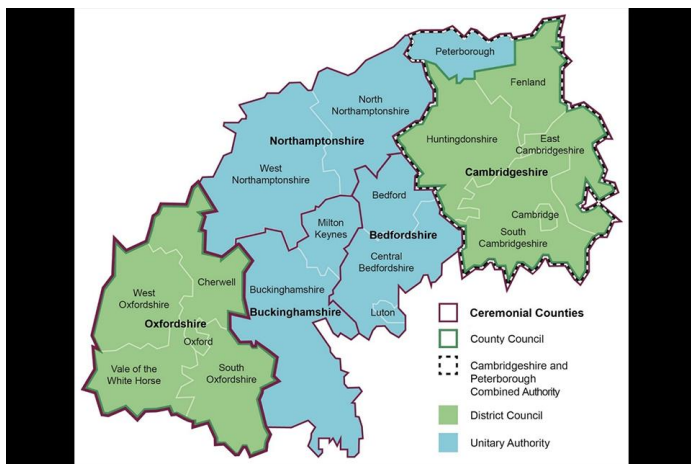 Peterborough
Fenland
North
Northamptonshire
Northamptonshire
Huntingdonshire
East
Cambridgeshire
Cambridgeshire
West
Northamptonshire
Bedford
Milton
Keynes
Cambridge
Bedfordshire
South
Cambridgeshire
Central
Bedfordshire
Cherwell
West
Oxfordshire
Buckinghamshire
Buckinghamshire
Luton
Oxfordshire
Oxford
Vale of the
White Horse
South
Oxfordshire
Ceremonial Counties
County Council
Cambridgeshire and
Peterborough
Combined Authority
District Council
Unitary Authority